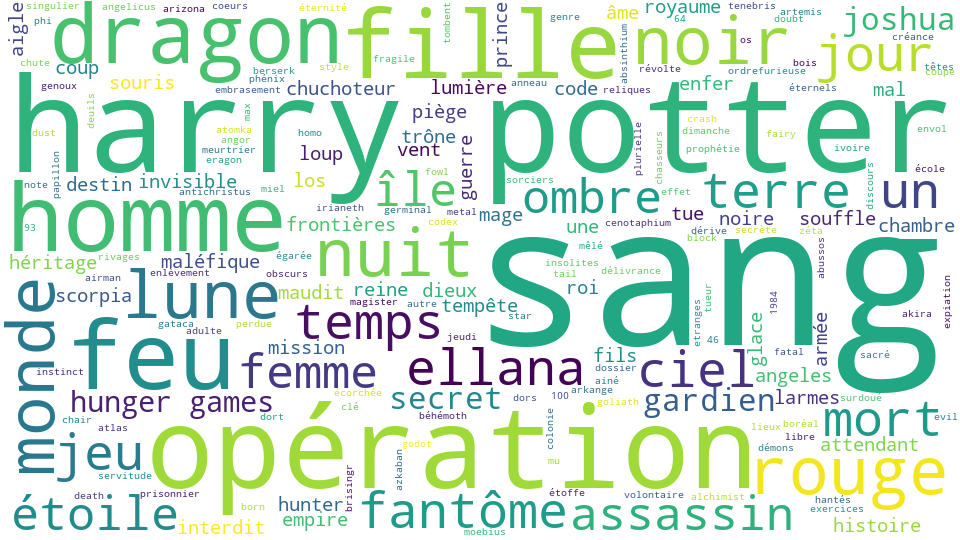 singulier angelicus arizona coeurs éternité tombent genre 64 tenebris artemis créance
aigle phi dragon fille prince noir âme royaume doubt joshua
chute coup berserk style fragile absinthium révolte os bois ordrefurieuse têtes jour coupe
genoux souris phénix embrasement chuchoteur lumière anneau code reliques enfer éternels mal
dust deuils max harry potter piège crash dimanche fairy envol
atomka angor meurtrier eragon homo loup trône vent guerre plurielle chasseurs prophétie ivoire école
note papillon destin invisible antichristus miel los île fowl sorciers ombre effet terre discours un
93 homme irianeth germinal metal codex frontières mage une cenotaphium tue dérive noire secrète souffle zéta chambre
héritage rivages égarée nuit mêlé block abussos
airman maléfique enlèvement obscurs reine dieux insolites tail délivrance sang
monde scorpia lune maudit magister autre tempête roi étranges tueur 1984 akira expiation
gataca adulte perdue temps jeudi star 46 glace armée
feu mission fils dossier fatal sacré
instinct femme ellana ainé arkange ciel angeles
hunger games écorchée clé secret dors 100 goliath gardien larmes surdoué
chair atlas dort béhémoth colonie lieux boréal libre mort evil
jeu godot opération démons attendant
servitude azkaban mu rouge
death prisonnier brisingr étoffe volontaire alchimist hantés exercices
étoile born hunter fantôme assassin
interdit empire moebius histoire